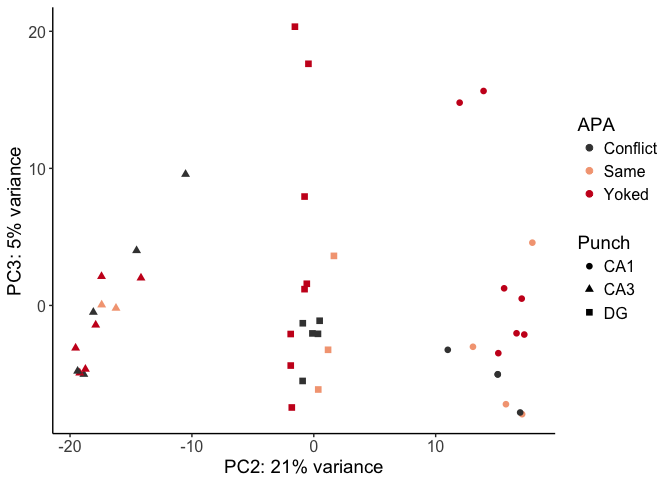 20
10
0
PC3: 5% variance
-20
-10
0
10
PC2: 21% variance
APA
Conflict
Same
Yoked
Punch
CA1
CA3
DG